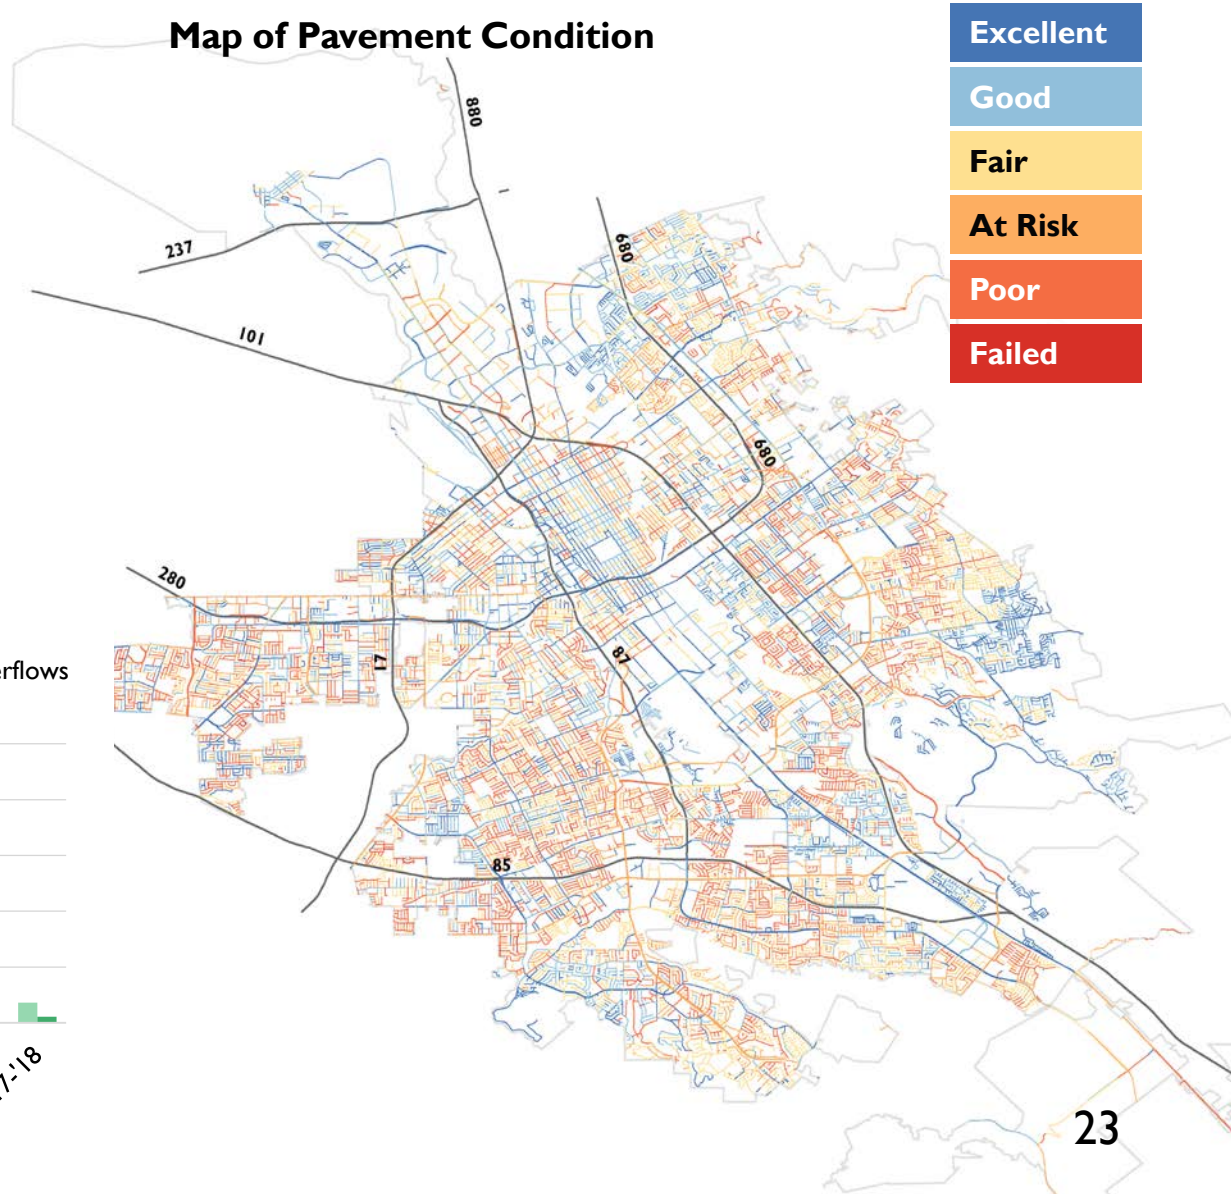 Map of Pavement Condition
Excellent
Good
Fair
At Risk
Poor
Failed
880
237
680
101
680
280
17
87
erflows
85
7-'18
23